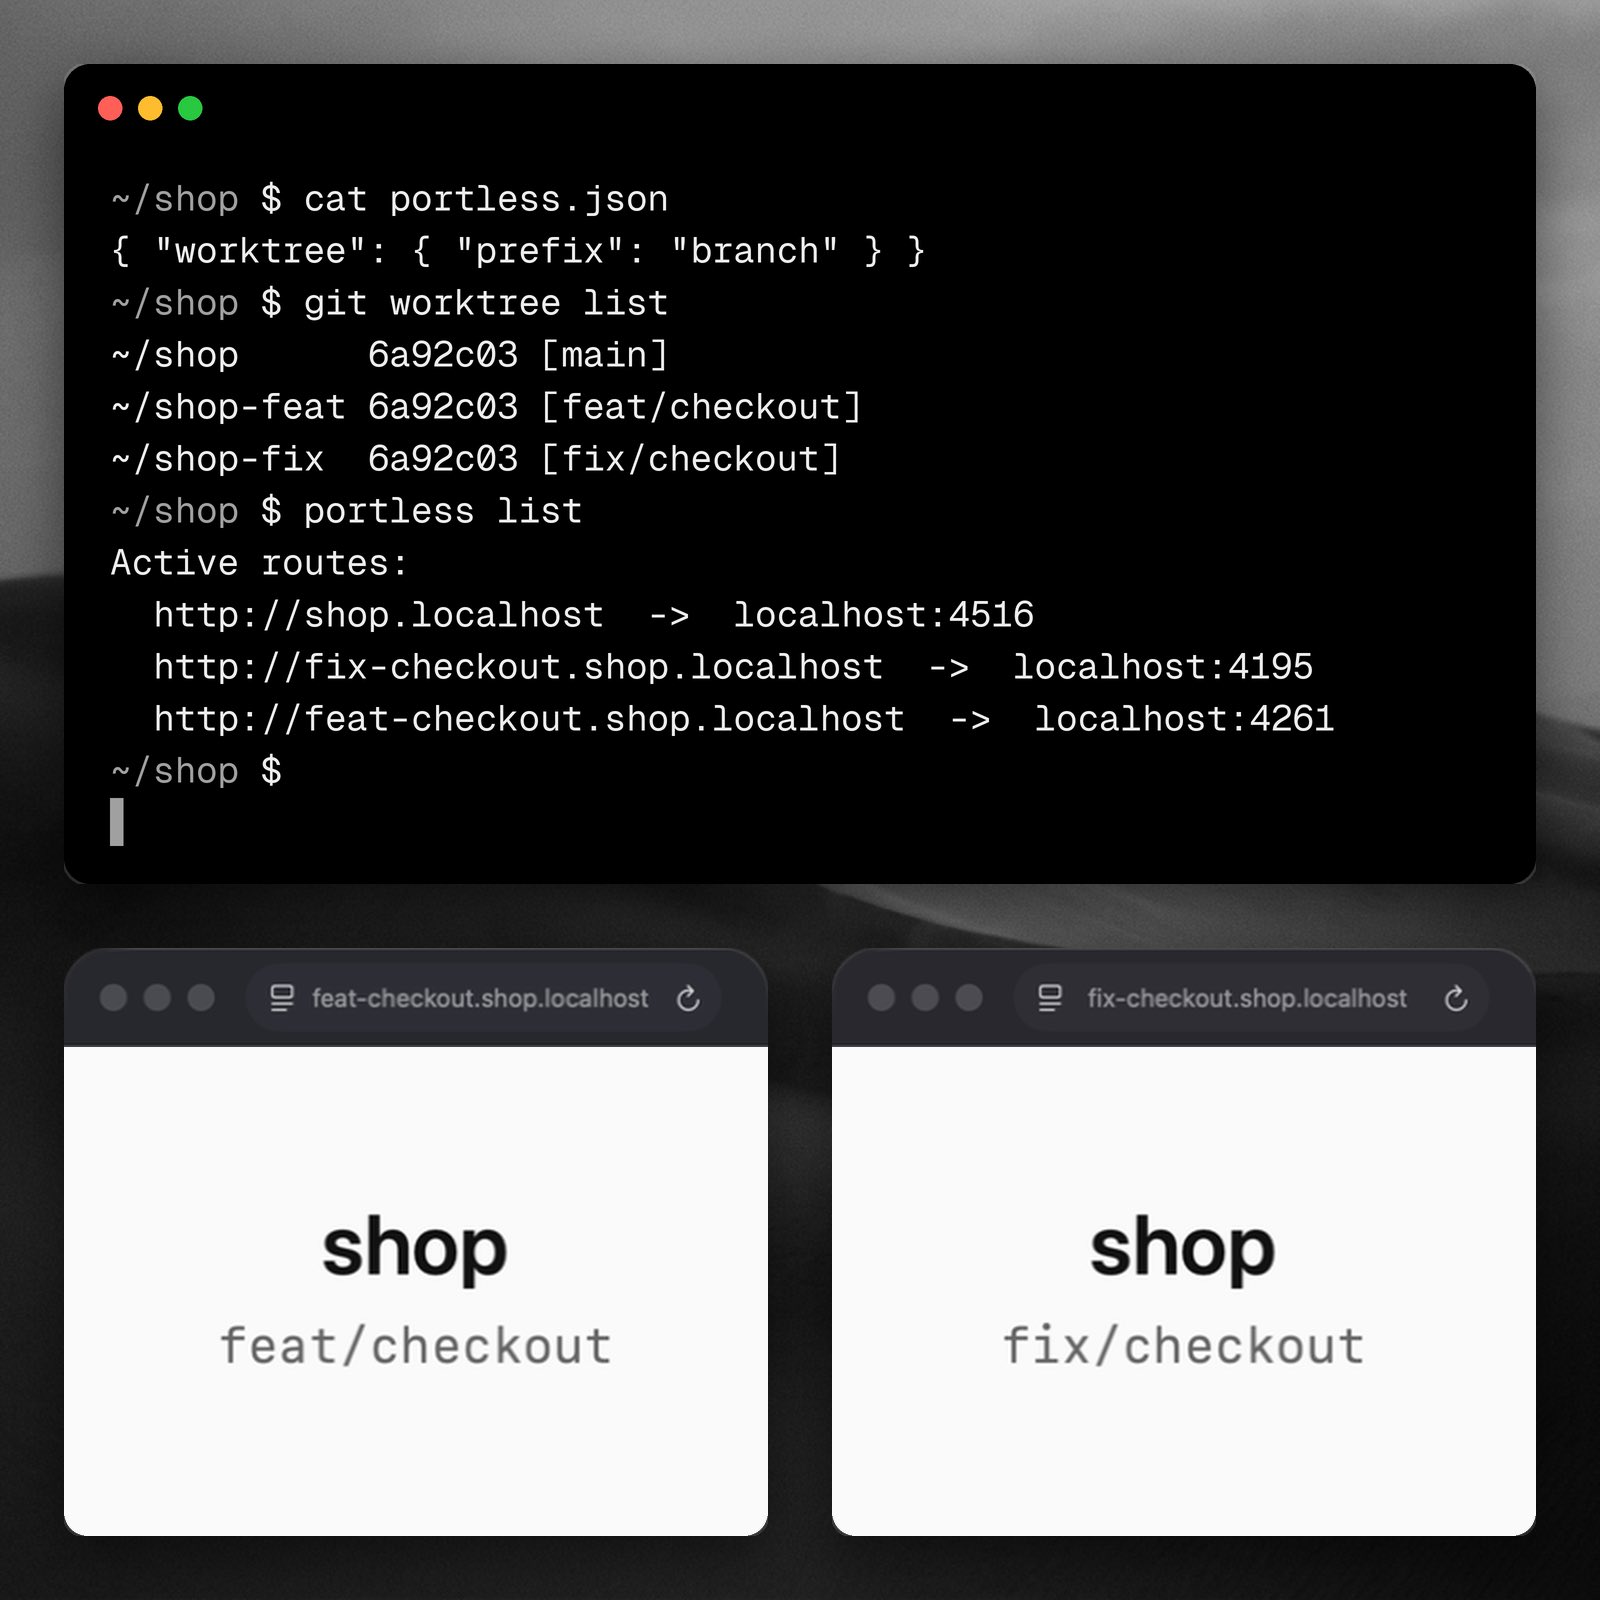 ~/shop $ cat portless.json
{ "worktree": { "prefix": "branch" } }
~/shop $ git worktree list
~/shop      6a92c03 [main]
~/shop-feat 6a92c03 [feat/checkout]
~/shop-fix  6a92c03 [fix/checkout]
~/shop $ portless list
Active routes:
  http://shop.localhost  ->  localhost:4516
  http://fix-checkout.shop.localhost  ->  localhost:4195
  http://feat-checkout.shop.localhost  ->  localhost:4261
~/shop $
feat-checkout.shop.localhost
shop
feat/checkout
fix-checkout.shop.localhost
shop
fix/checkout